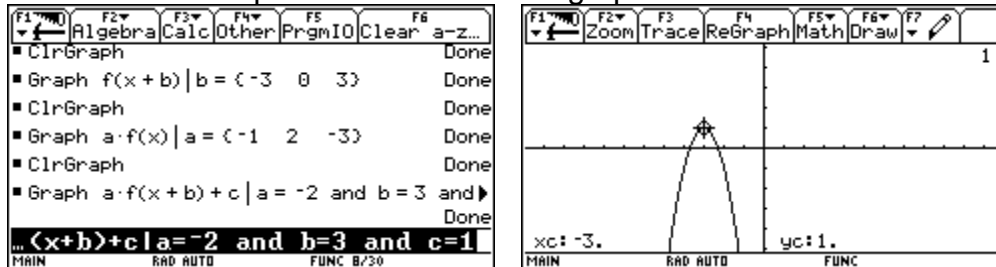 F1 F2 F3 F4 F5 F6
Algebra Calc Other PrgmIO Clear a-z…
ClrGraph Done
Graph f(x + b)|b = {-3 0 3} Done
ClrGraph Done
Graph a·f(x)|a = {-1 2 -3} Done
ClrGraph Done
Graph a·f(x + b) + c|a = -2 and b = 3 and
Done
…(x+b)+c|a=-2 and b=3 and c=1
MAIN RAD AUTO FUNC 8/30
F1 F2 F3 F4 F5 F6 F7
Zoom Trace ReGraph Math Draw
1
xc: -3. yc: 1.
MAIN RAD AUTO FUNC